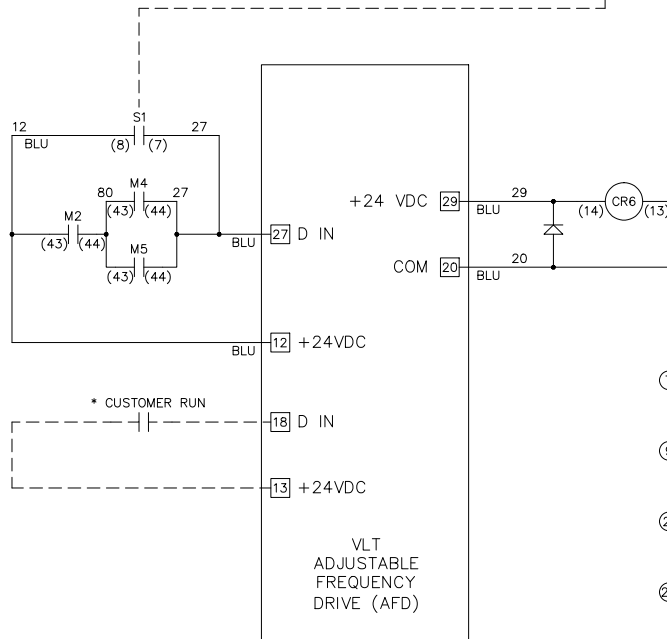 S1
12
27
BLU
(8)
(7)
M4
80
27
(43)
(44)
M2
(43)
(44)
M5
(43)
(44)
BLU
27 D IN
+24 VDC 29
29
BLU
(14)
CR6
(13)
COM 20
20
BLU
BLU
12 +24VDC
* CUSTOMER RUN
18 D IN
13 +24VDC
VLT
ADJUSTABLE
FREQUENCY
DRIVE (AFD)